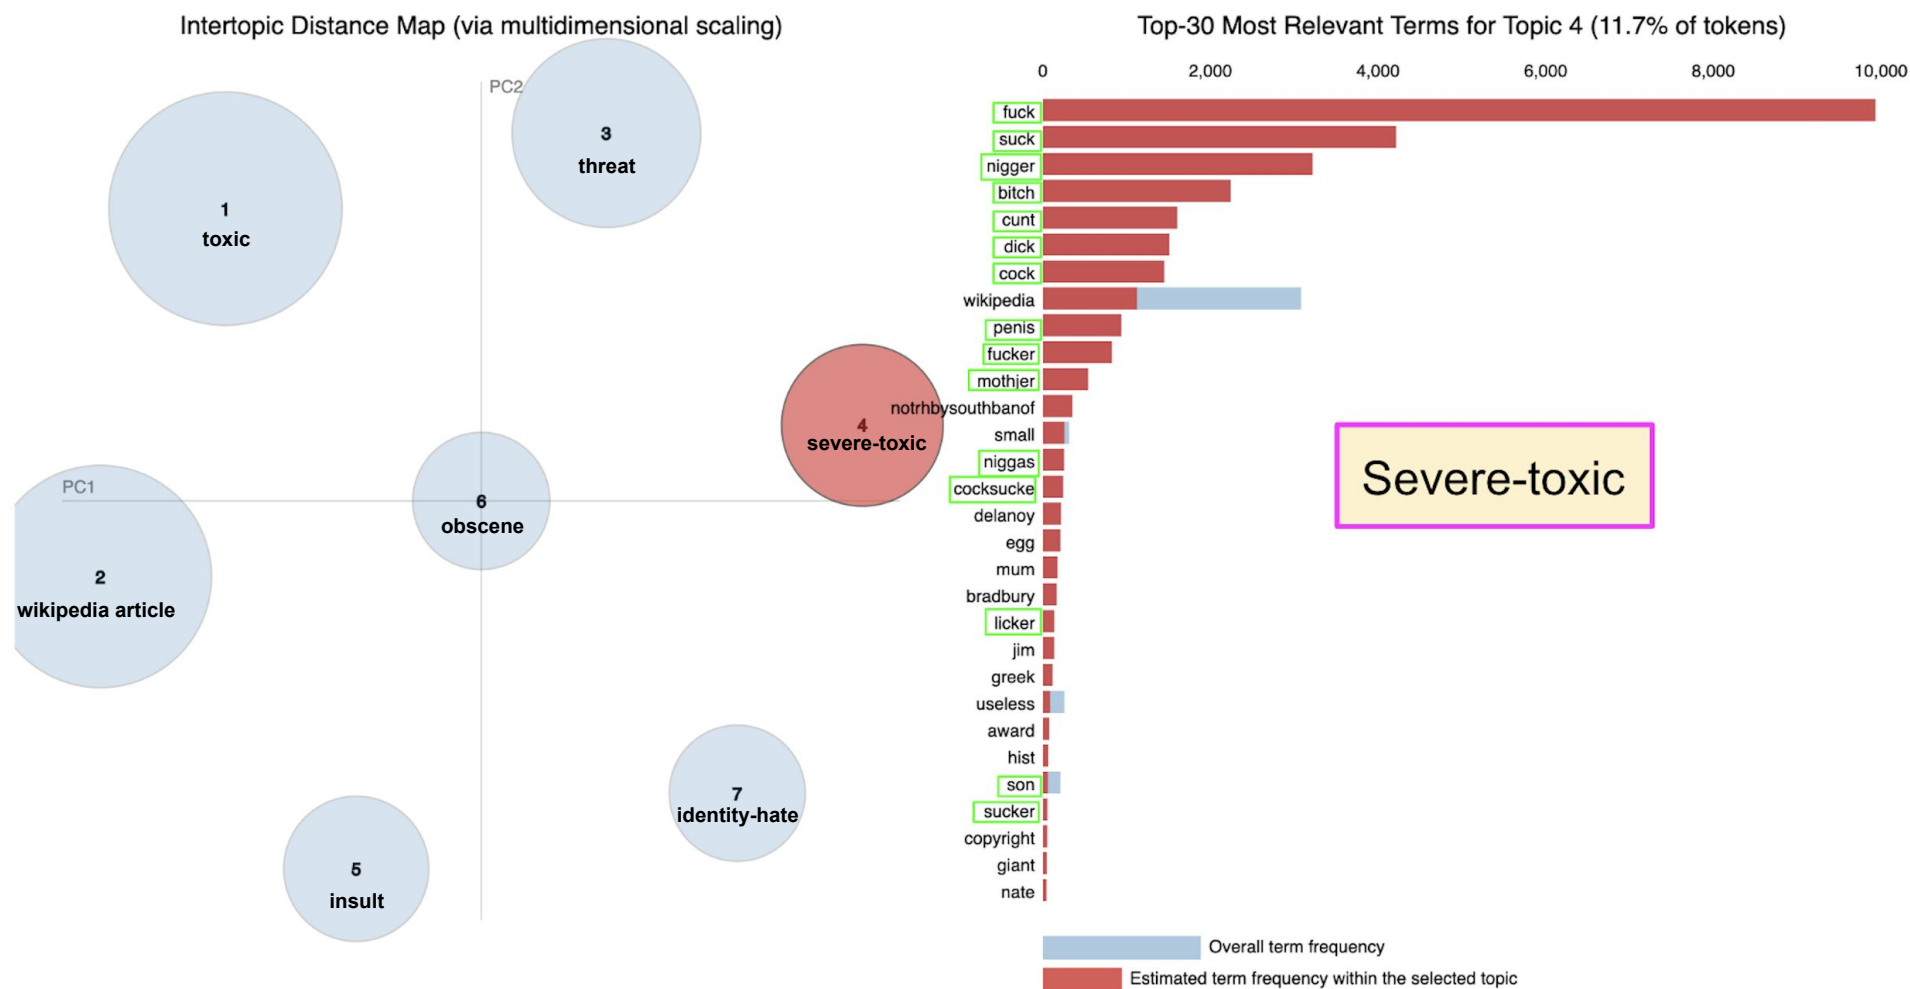 Intertopic Distance Map (via multidimensional scaling)
PC2
3
threat
1
toxic
4
severe-toxic
PC1
6
obscene
2
wikipedia article
7
identity-hate
5
insult
Top-30 Most Relevant Terms for Topic 4 (11.7% of tokens)
0 2,000 4,000 6,000 8,000 10,000
fuck
suck
nigger
bitch
cunt
dick
cock
wikipedia
penis
fucker
mothjer
notrhbysouthbanof
small
niggas
cocksucke
delanoy
egg
mum
bradbury
licker
jim
greek
useless
award
hist
son
sucker
copyright
giant
nate
Severe-toxic
Overall term frequency
Estimated term frequency within the selected topic